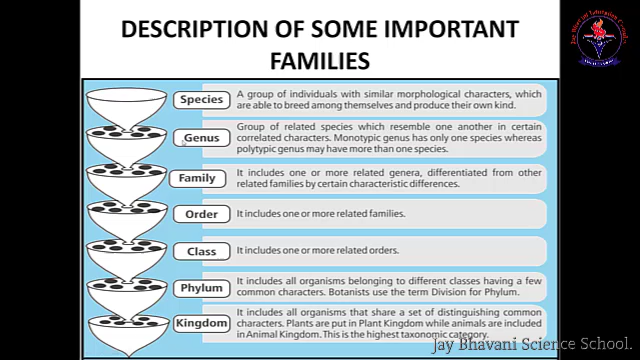 DESCRIPTION OF SOME IMPORTANT
FAMILIES
Species
A group of individuals with similar morphological characters, which
are able to breed among themselves and produce their own kind.
Genus
Group of related species which resemble one another in certain
correlated characters. Monotypic genus has only one species whereas
polytypic genus may have more than one species.
Family
It includes one or more related genera, differentiated from other
related families by certain characteristic differences.
Order
It includes one or more related families.
Class
It includes one or more related orders.
Phylum
It includes all organisms belonging to different classes having a few
common characters. Botanists use the term Division for Phylum.
Kingdom
It includes all organisms that share a set of distinguishing common
characters. Plants are put in Plant Kingdom while animals are included
in Animal Kingdom. This is the highest taxonomic category.
Jay Bhavani Science School.